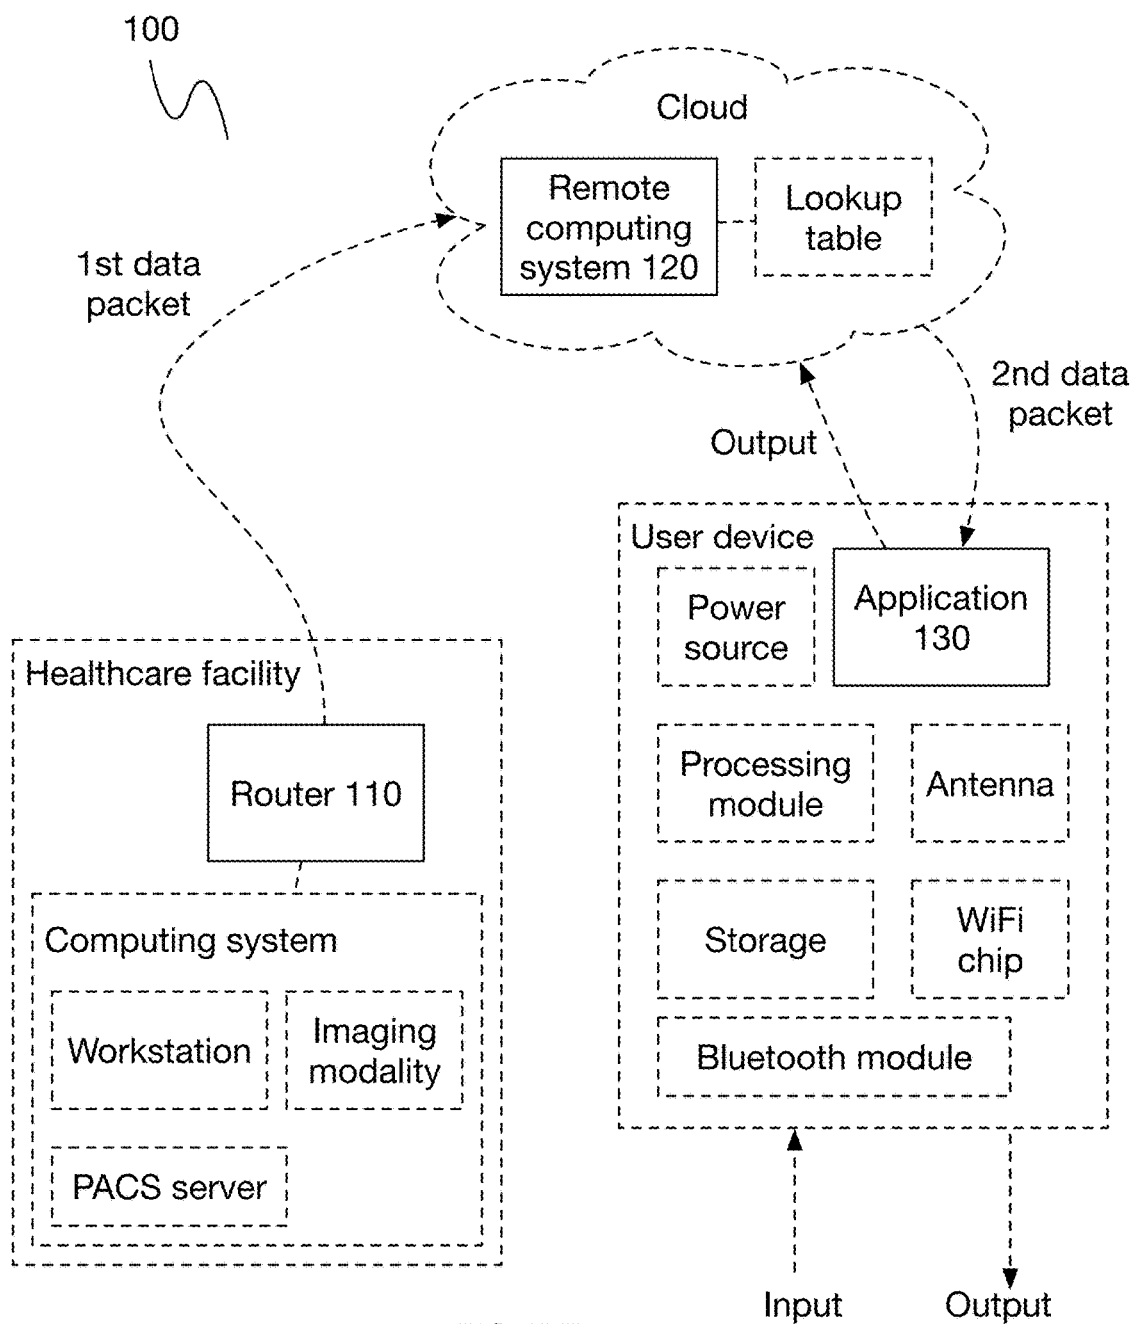 100
Cloud
Remote
computing
system 120
Lookup
table
1st data
packet
2nd data
packet
Output
User device
Power
source
Application
130
Healthcare facility
Router 110
Processing
module
Antenna
Computing system
Storage
WiFi
chip
Workstation
Imaging
modality
Bluetooth module
PACS server
Input
Output